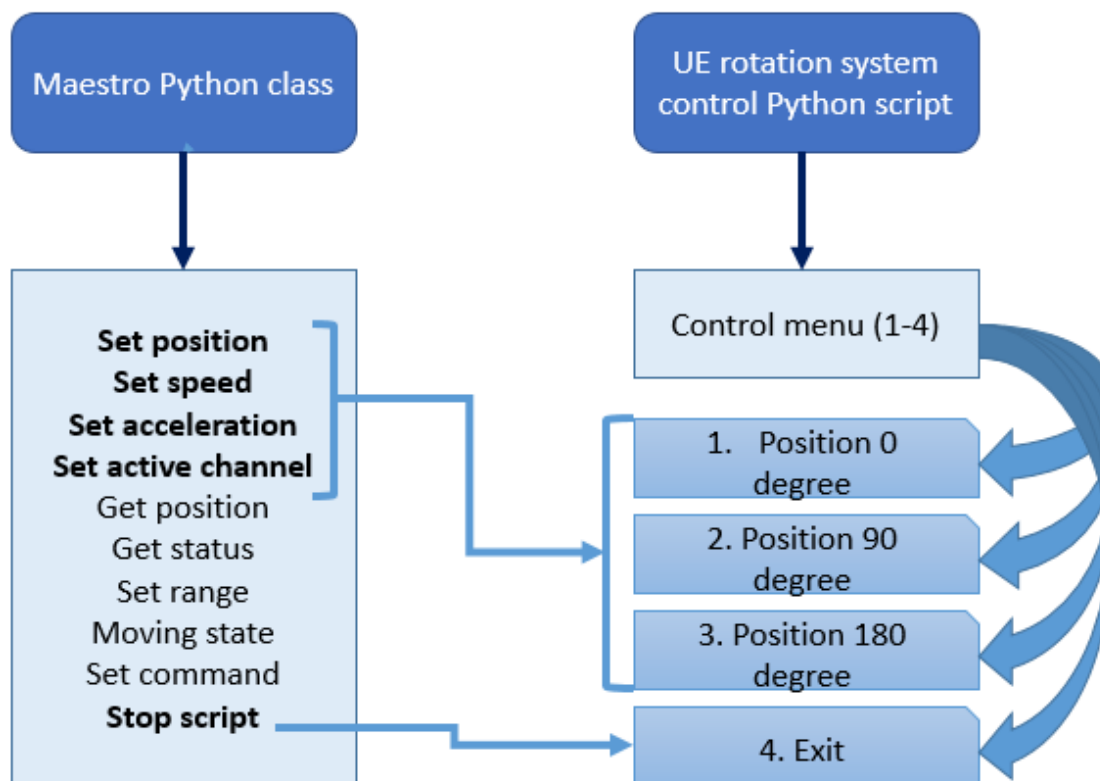 Maestro Python class
UE rotation system
control Python script
Set position
Set speed
Set acceleration
Set active channel
Get position
Get status
Set range
Moving state
Set command
Stop script
Control menu (1-4)
1. Position 0
degree
2. Position 90
degree
3. Position 180
degree
4. Exit